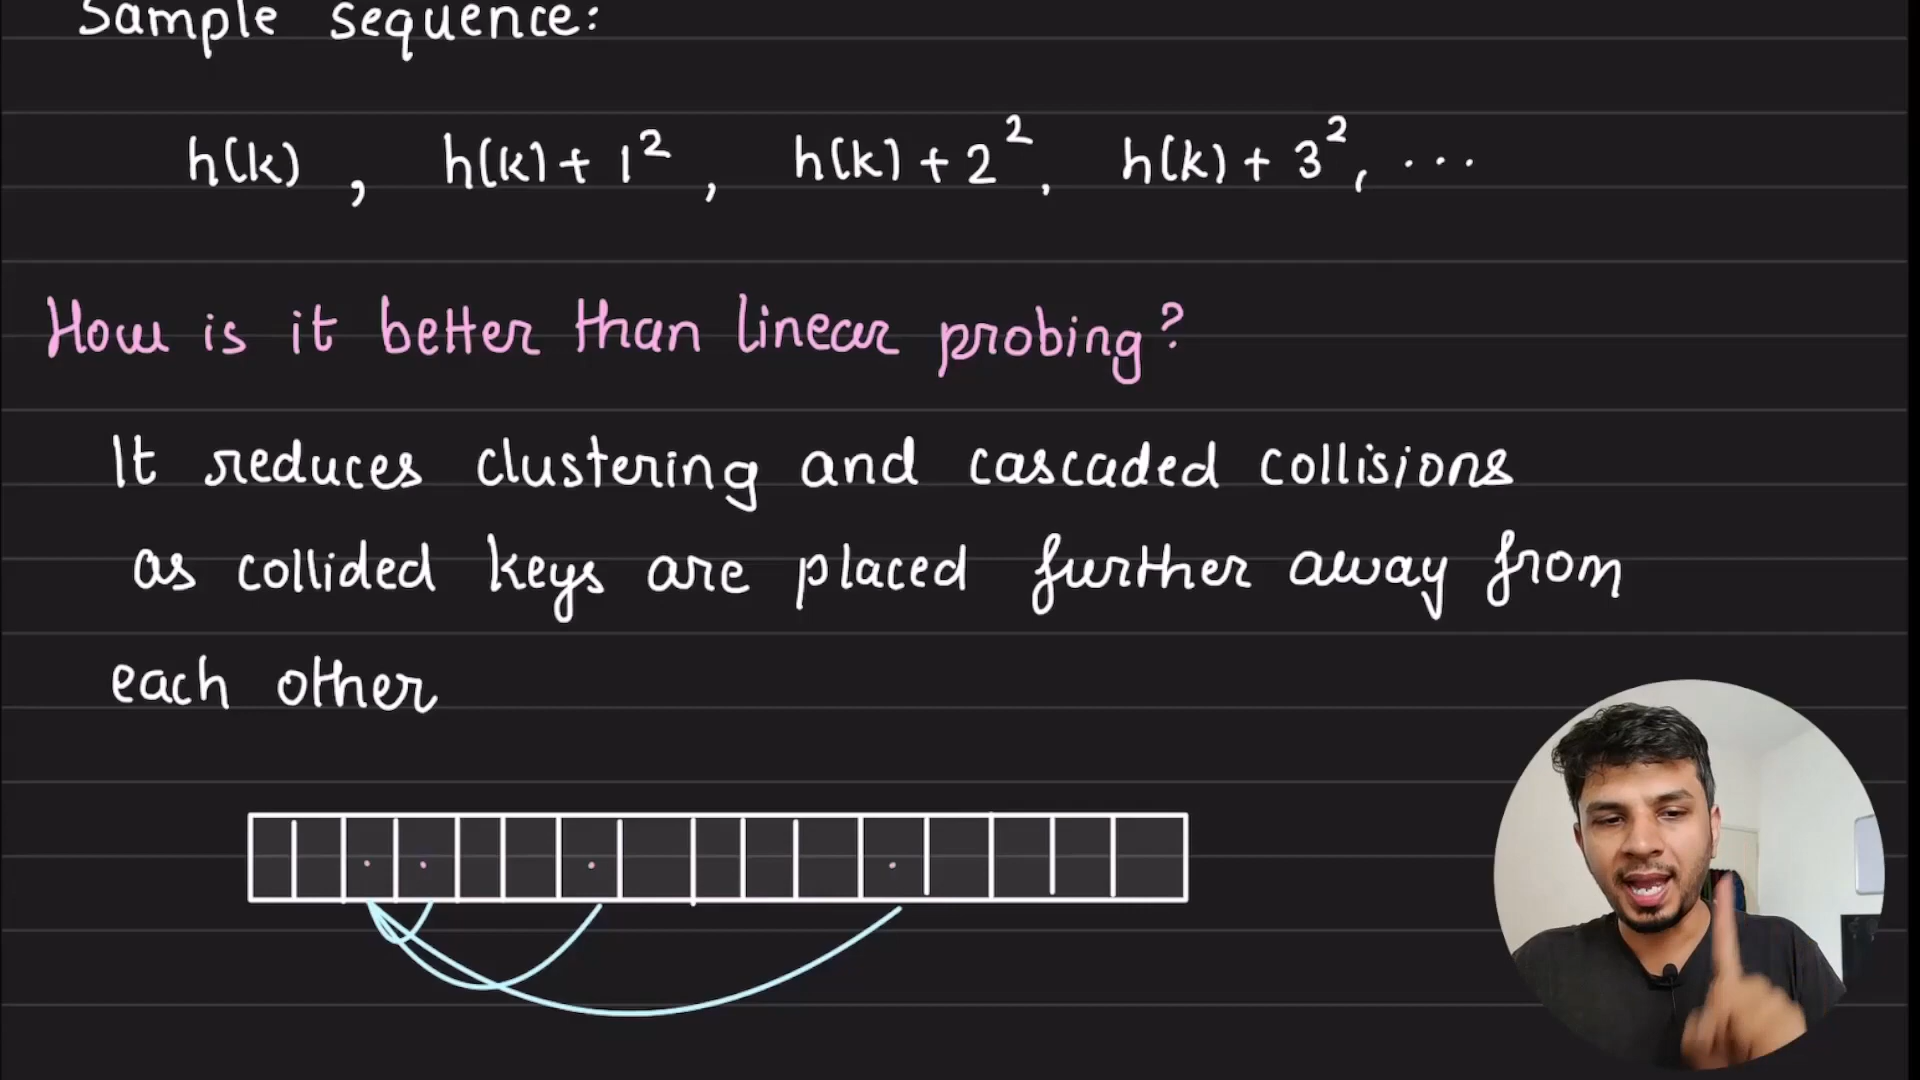 Sample sequence:
h(k) , h(k) + 1², h(k) + 2², h(k) + 3², ...
How is it better than linear probing?
It reduces clustering and cascaded collisions
as collided keys are placed further away from
each other